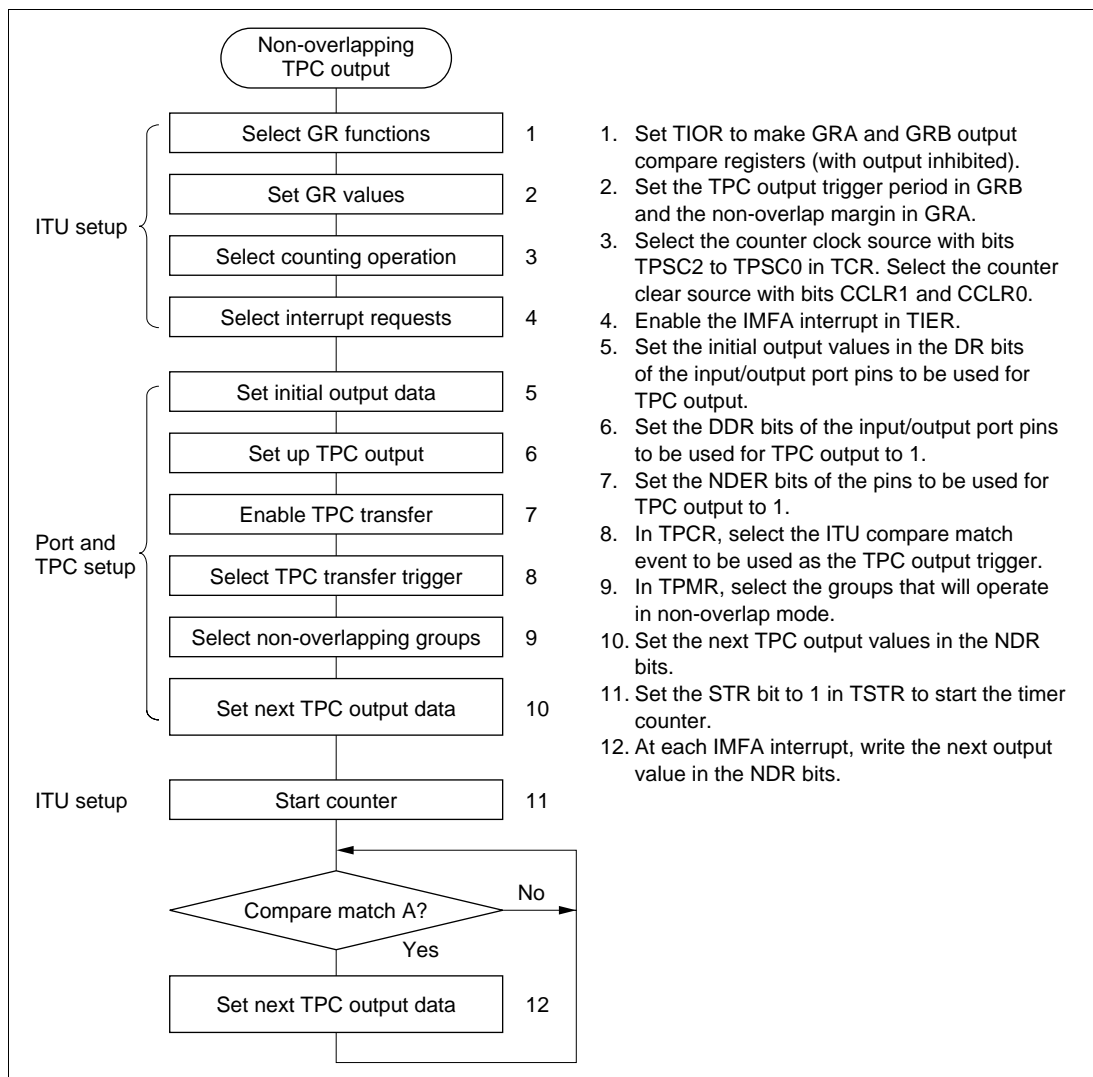 Non-overlapping
TPC output
Select GR functions 1
Set GR values 2
ITU setup
Select counting operation 3
Select interrupt requests 4
Set initial output data 5
Set up TPC output 6
Enable TPC transfer 7
Port and
TPC setup
Select TPC transfer trigger 8
Select non-overlapping groups 9
Set next TPC output data 10
ITU setup
Start counter 11
Compare match A?
No
Yes
Set next TPC output data 12
1. Set TIOR to make GRA and GRB output
compare registers (with output inhibited).
2. Set the TPC output trigger period in GRB
and the non-overlap margin in GRA.
3. Select the counter clock source with bits
TPSC2 to TPSC0 in TCR. Select the counter
clear source with bits CCLR1 and CCLR0.
4. Enable the IMFA interrupt in TIER.
5. Set the initial output values in the DR bits
of the input/output port pins to be used for
TPC output.
6. Set the DDR bits of the input/output port pins
to be used for TPC output to 1.
7. Set the NDER bits of the pins to be used for
TPC output to 1.
8. In TPCR, select the ITU compare match
event to be used as the TPC output trigger.
9. In TPMR, select the groups that will operate
in non-overlap mode.
10. Set the next TPC output values in the NDR
bits.
11. Set the STR bit to 1 in TSTR to start the timer
counter.
12. At each IMFA interrupt, write the next output
value in the NDR bits.